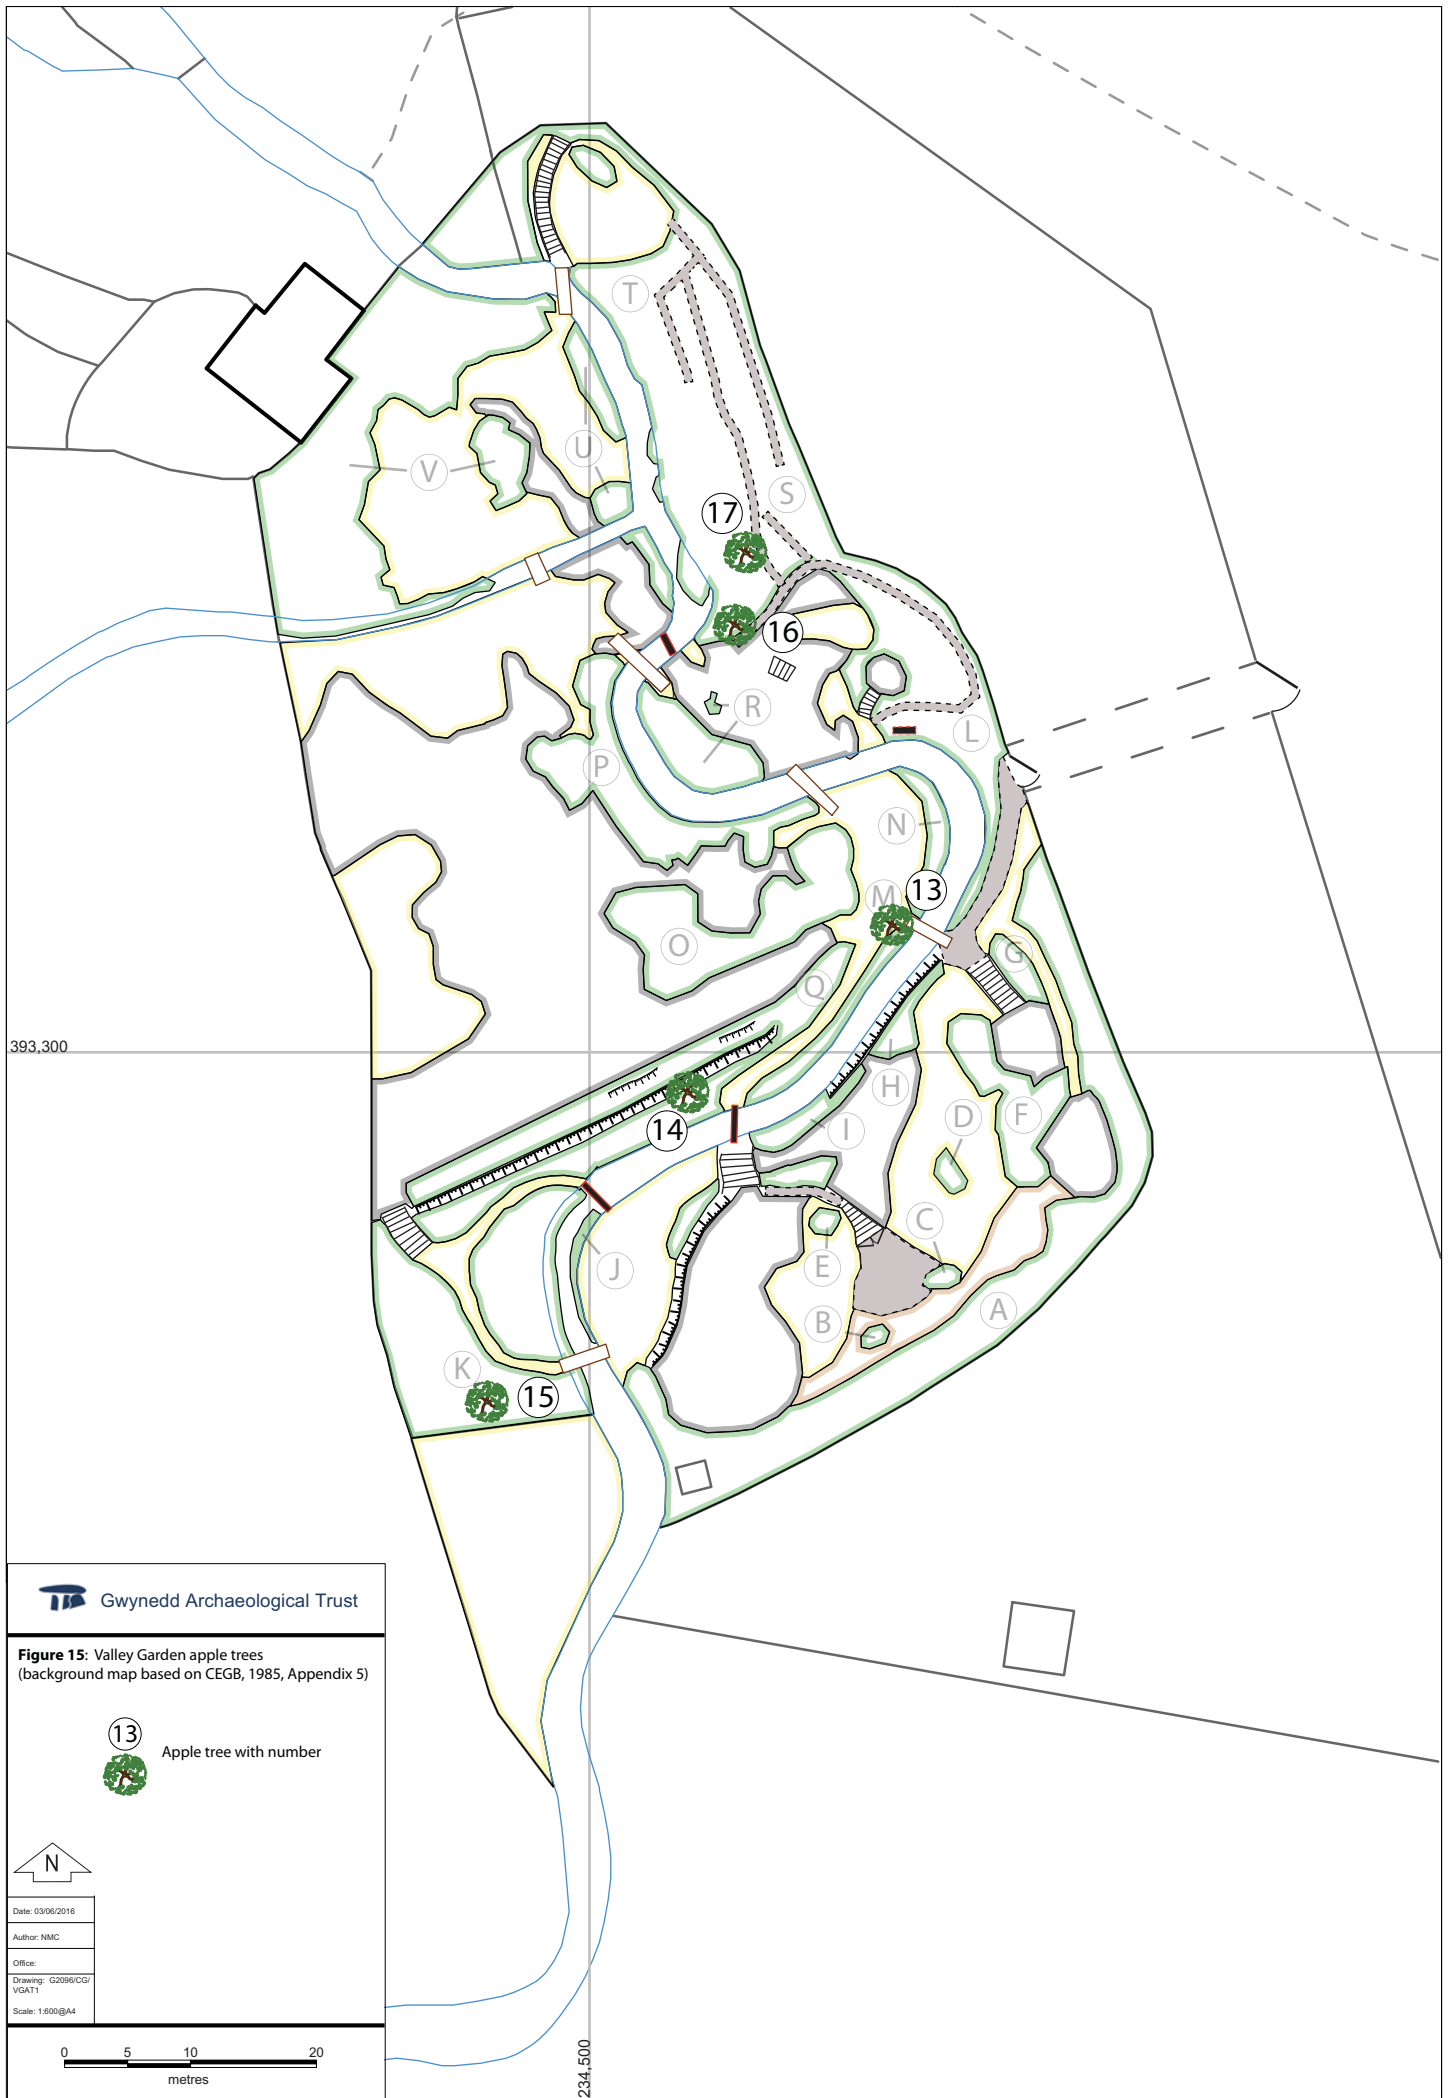 T
U
V
S
17
16
R
L
P
N
13
M
O
G
Q
393,300
H
D
F
14
I
C
J
E
A
B
K
15
Gwynedd Archaeological Trust
Figure 15: Valley Garden apple trees
(background map based on CEGB, 1985, Appendix 5)
13
Apple tree with number
N
Date: 03/06/2016
Author: NMC
Office:
Drawing: G2096/CG/
VGAT1
Scale: 1:600@A4
0 5 10 20
metres
234,500